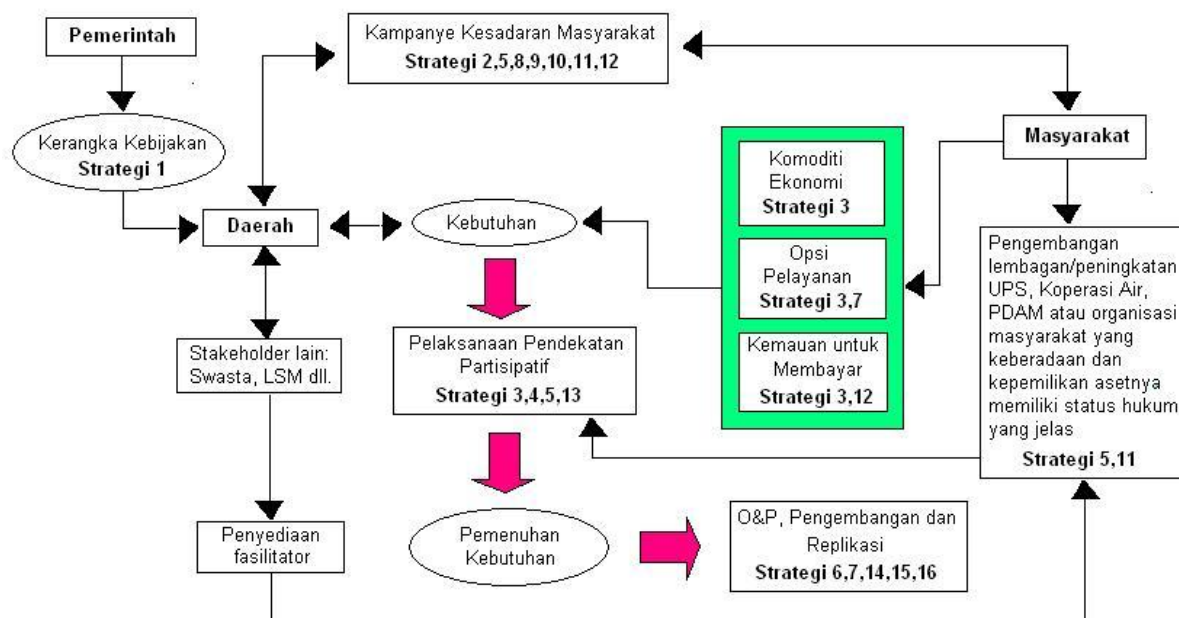 Pemerintah
Kampanye Kesadaran Masyarakat
Strategi 2,5,8,9,10,11,12
Kerangka Kebijakan
Strategi 1
Masyarakat
Daerah
Kebutuhan
Komoditi
Ekonomi
Strategi 3
Opsi
Pelayanan
Strategi 3,7
Kemauan untuk
Membayar
Strategi 3,12
Pengembangan
lembagan/peningkatan
UPS, Koperasi Air,
PDAM atau organisasi
masyarakat yang
keberadaan dan
kepemilikan asetnya
memiliki status hukum
yang jelas
Strategi 5,11
Stakeholder lain:
Swasta, LSM dll.
Pelaksanaan Pendekatan
Partisipatif
Strategi 3,4,5,13
Penyediaan
fasilitator
Pemenuhan
Kebutuhan
O&P, Pengembangan dan
Replikasi
Strategi 6,7,14,15,16